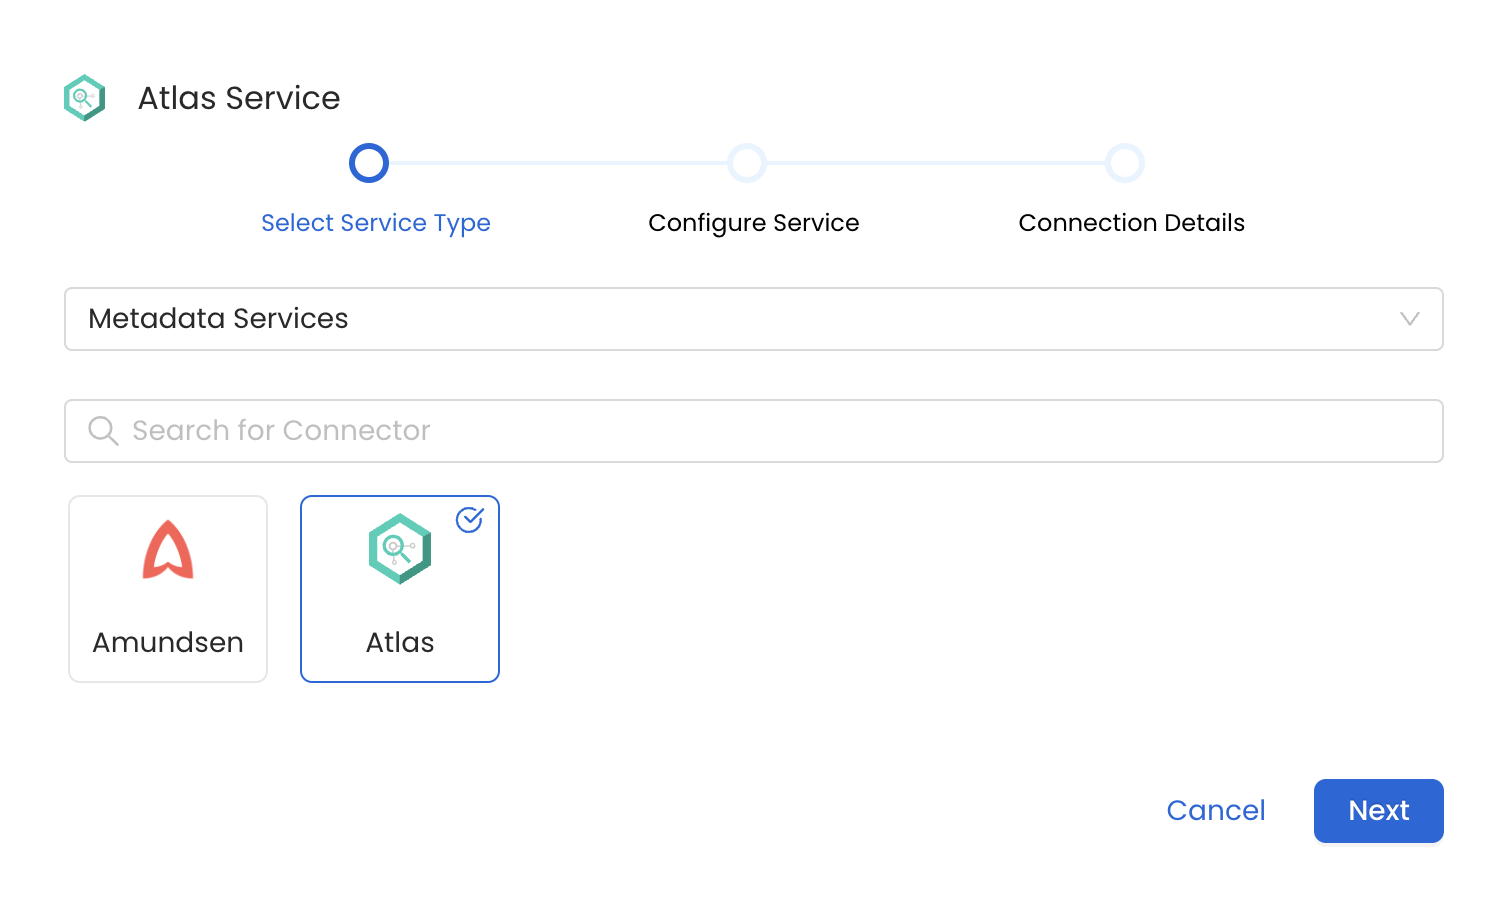 Atlas Service
Select Service Type
Configure Service
Connection Details
Metadata Services
Search for Connector
Amundsen
Atlas
Cancel
Next